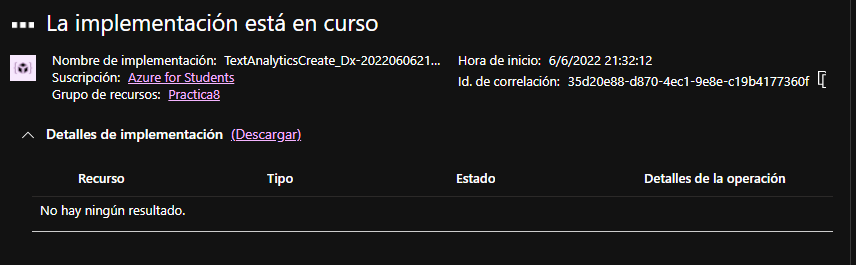 La implementación está en curso
Nombre de implementación: TextAnalyticsCreate_Dx-2022060621... Hora de inicio: 6/6/2022 21:32:12
Suscripción: Azure for Students Id. de correlación: 35d20e88-d870-4ec1-9e8e-c19b4177360f
Grupo de recursos: Practica8
Detalles de implementación (Descargar)
Recurso Tipo Estado Detalles de la operación
No hay ningún resultado.